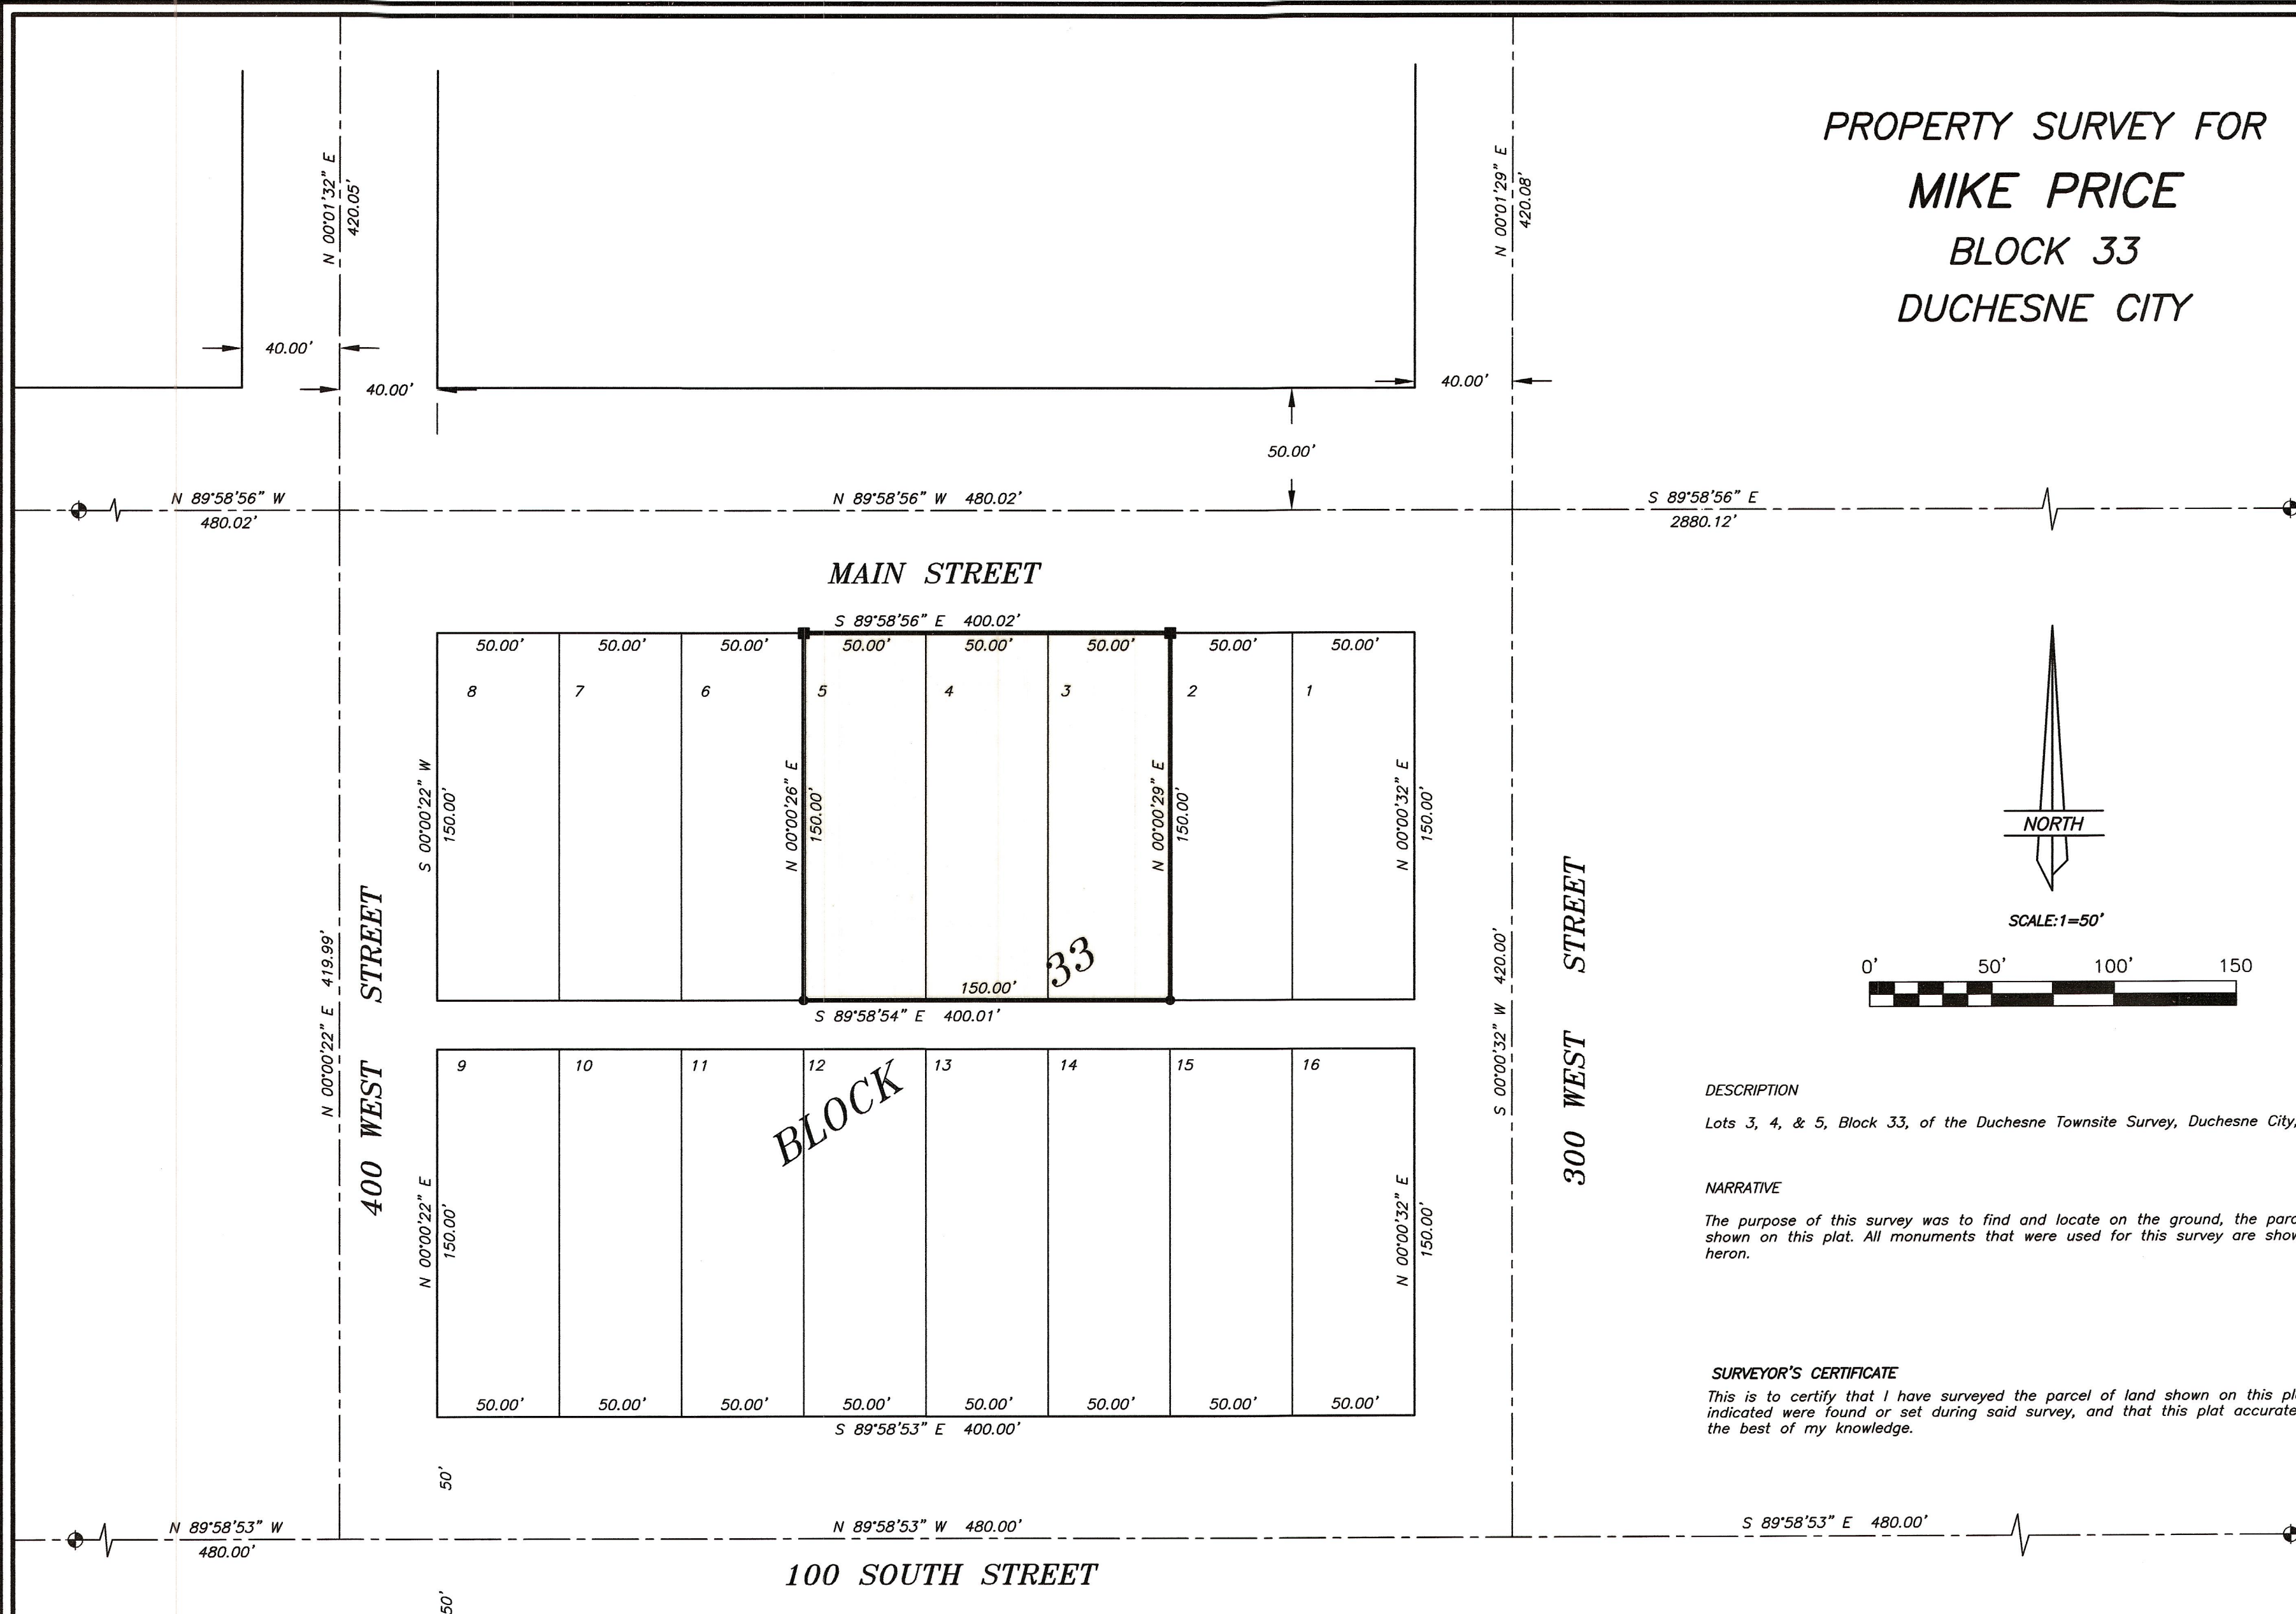 PROPERTY SURVEY FOR
MIKE PRICE
BLOCK 33
DUCHESNE CITY
N 00°01'32" E
420.05'
N 00°01'29" E
420.08'
40.00'
40.00'
40.00'
50.00'
N 89°58'56" W
480.02'
N 89°58'56" W 480.02'
S 89°58'56" E
2880.12'
MAIN STREET
S 89°58'56" E 400.02'
50.00' 50.00' 50.00' 50.00' 50.00' 50.00' 50.00' 50.00'
8 7 6 5 4 3 2 1
S 00°00'22" W
150.00'
N 00°00'26" E
150.00'
N 00°00'29" E
150.00'
N 00°00'32" E
150.00'
150.00'
S 89°58'54" E 400.01'
BLOCK 33
9 10 11 12 13 14 15 16
N 00°00'22" E
150.00'
N 00°00'32" E
150.00'
50.00' 50.00' 50.00' 50.00' 50.00' 50.00' 50.00' 50.00'
S 89°58'53" E 400.00'
N 00°00'22" E 419.99'
400 WEST STREET
S 00°00'32" W 420.00'
300 WEST STREET
50'
N 89°58'53" W
480.00'
N 89°58'53" W 480.00'
S 89°58'53" E 480.00'
100 SOUTH STREET
50'
NORTH
SCALE:1=50'
0' 50' 100' 150
DESCRIPTION
Lots 3, 4, & 5, Block 33, of the Duchesne Townsite Survey, Duchesne City,
NARRATIVE
The purpose of this survey was to find and locate on the ground, the
shown on this plat. All monuments that were used for this survey are
heron.
SURVEYOR'S CERTIFICATE
This is to certify that I have surveyed the parcel of land shown on this
indicated were found or set during said survey, and that this plat
the best of my knowledge.